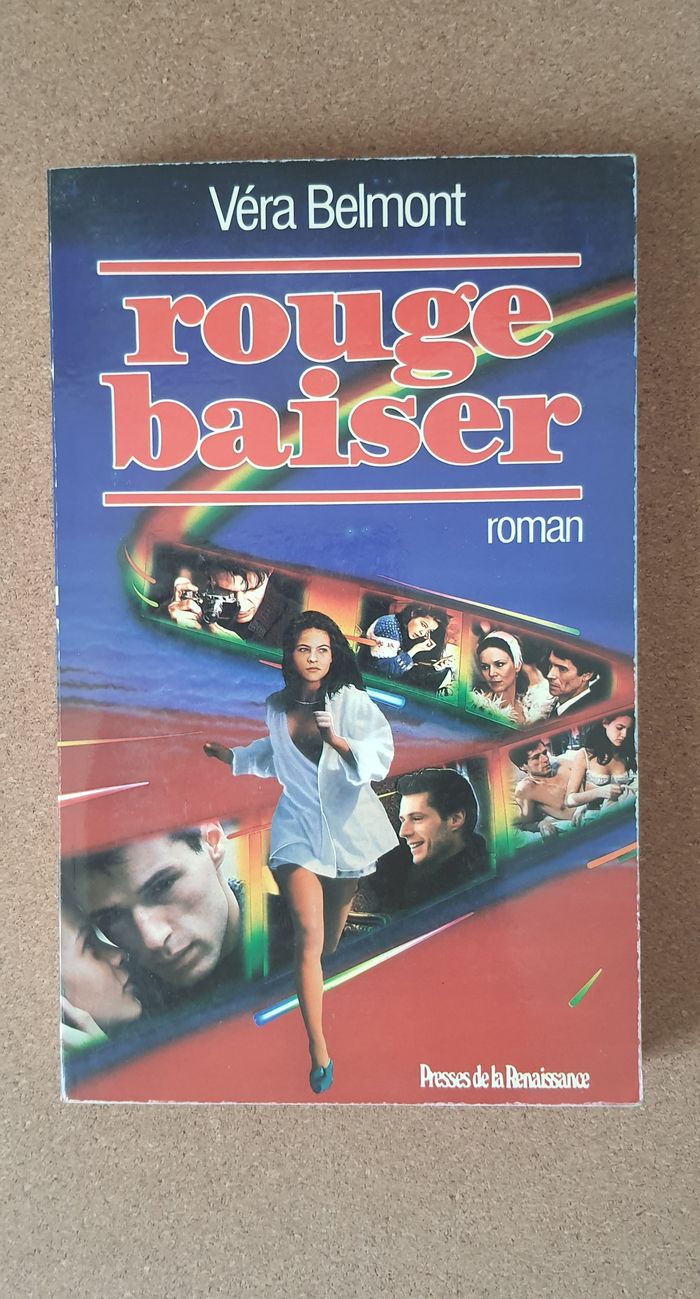 Véra Belmont
rouge
baiser
roman
Presses de la Renaissance